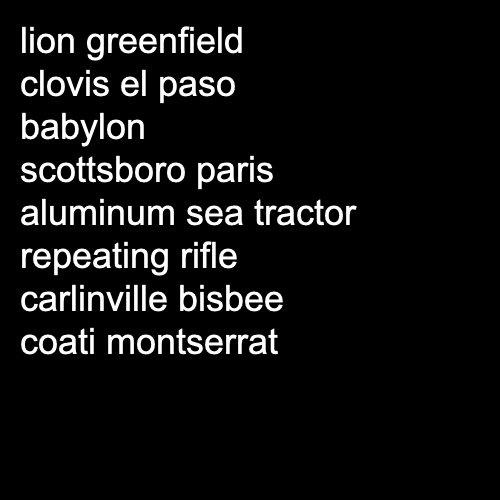 lion greenfield
clovis el paso
babylon
scottsboro paris
aluminum sea tractor
repeating rifle
carlinville bisbee
coati montserrat